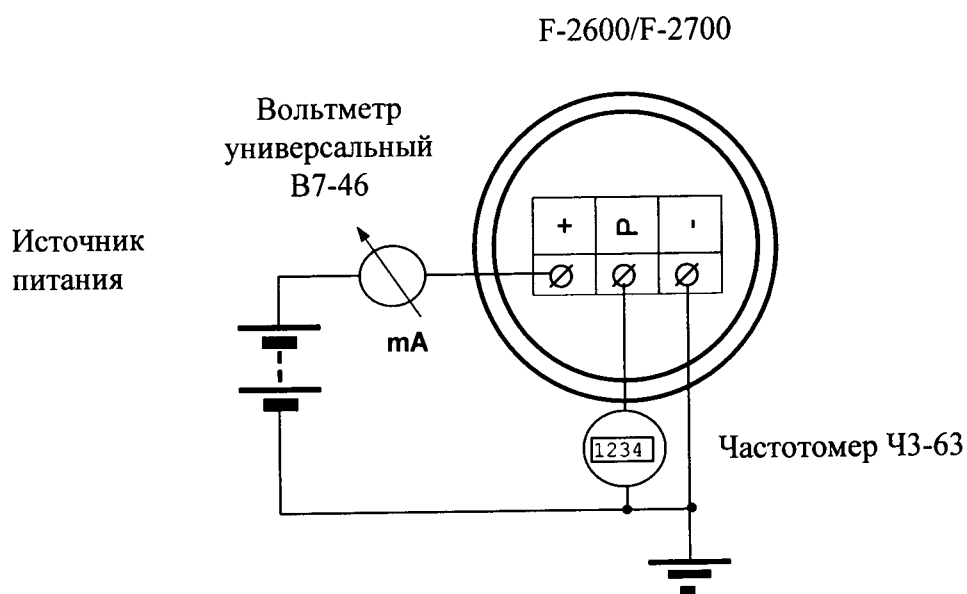 F-2600/F-2700
Вольтметр
универсальный
В7-46
Источник
питания
+ P -
mA
1234
Частотомер Ч3-63